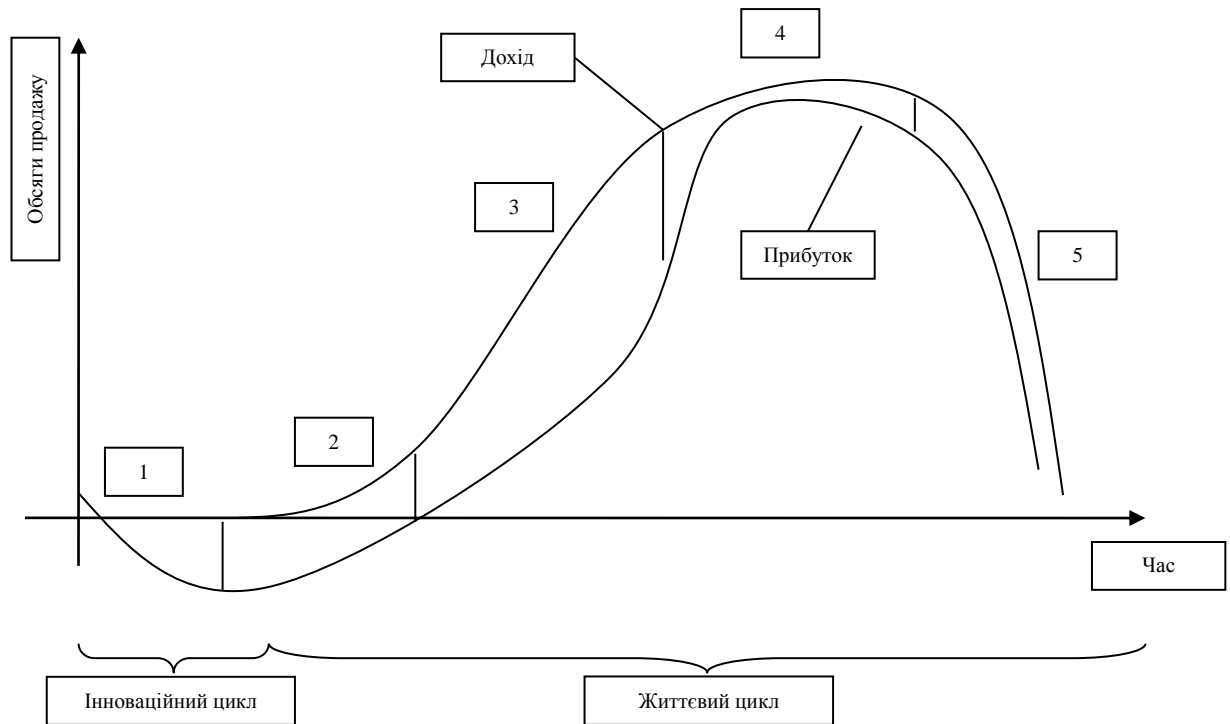 4
Дохід
Обсяги продажу
3
Прибуток
5
2
1
Час
Інноваційний цикл
Життєвий цикл